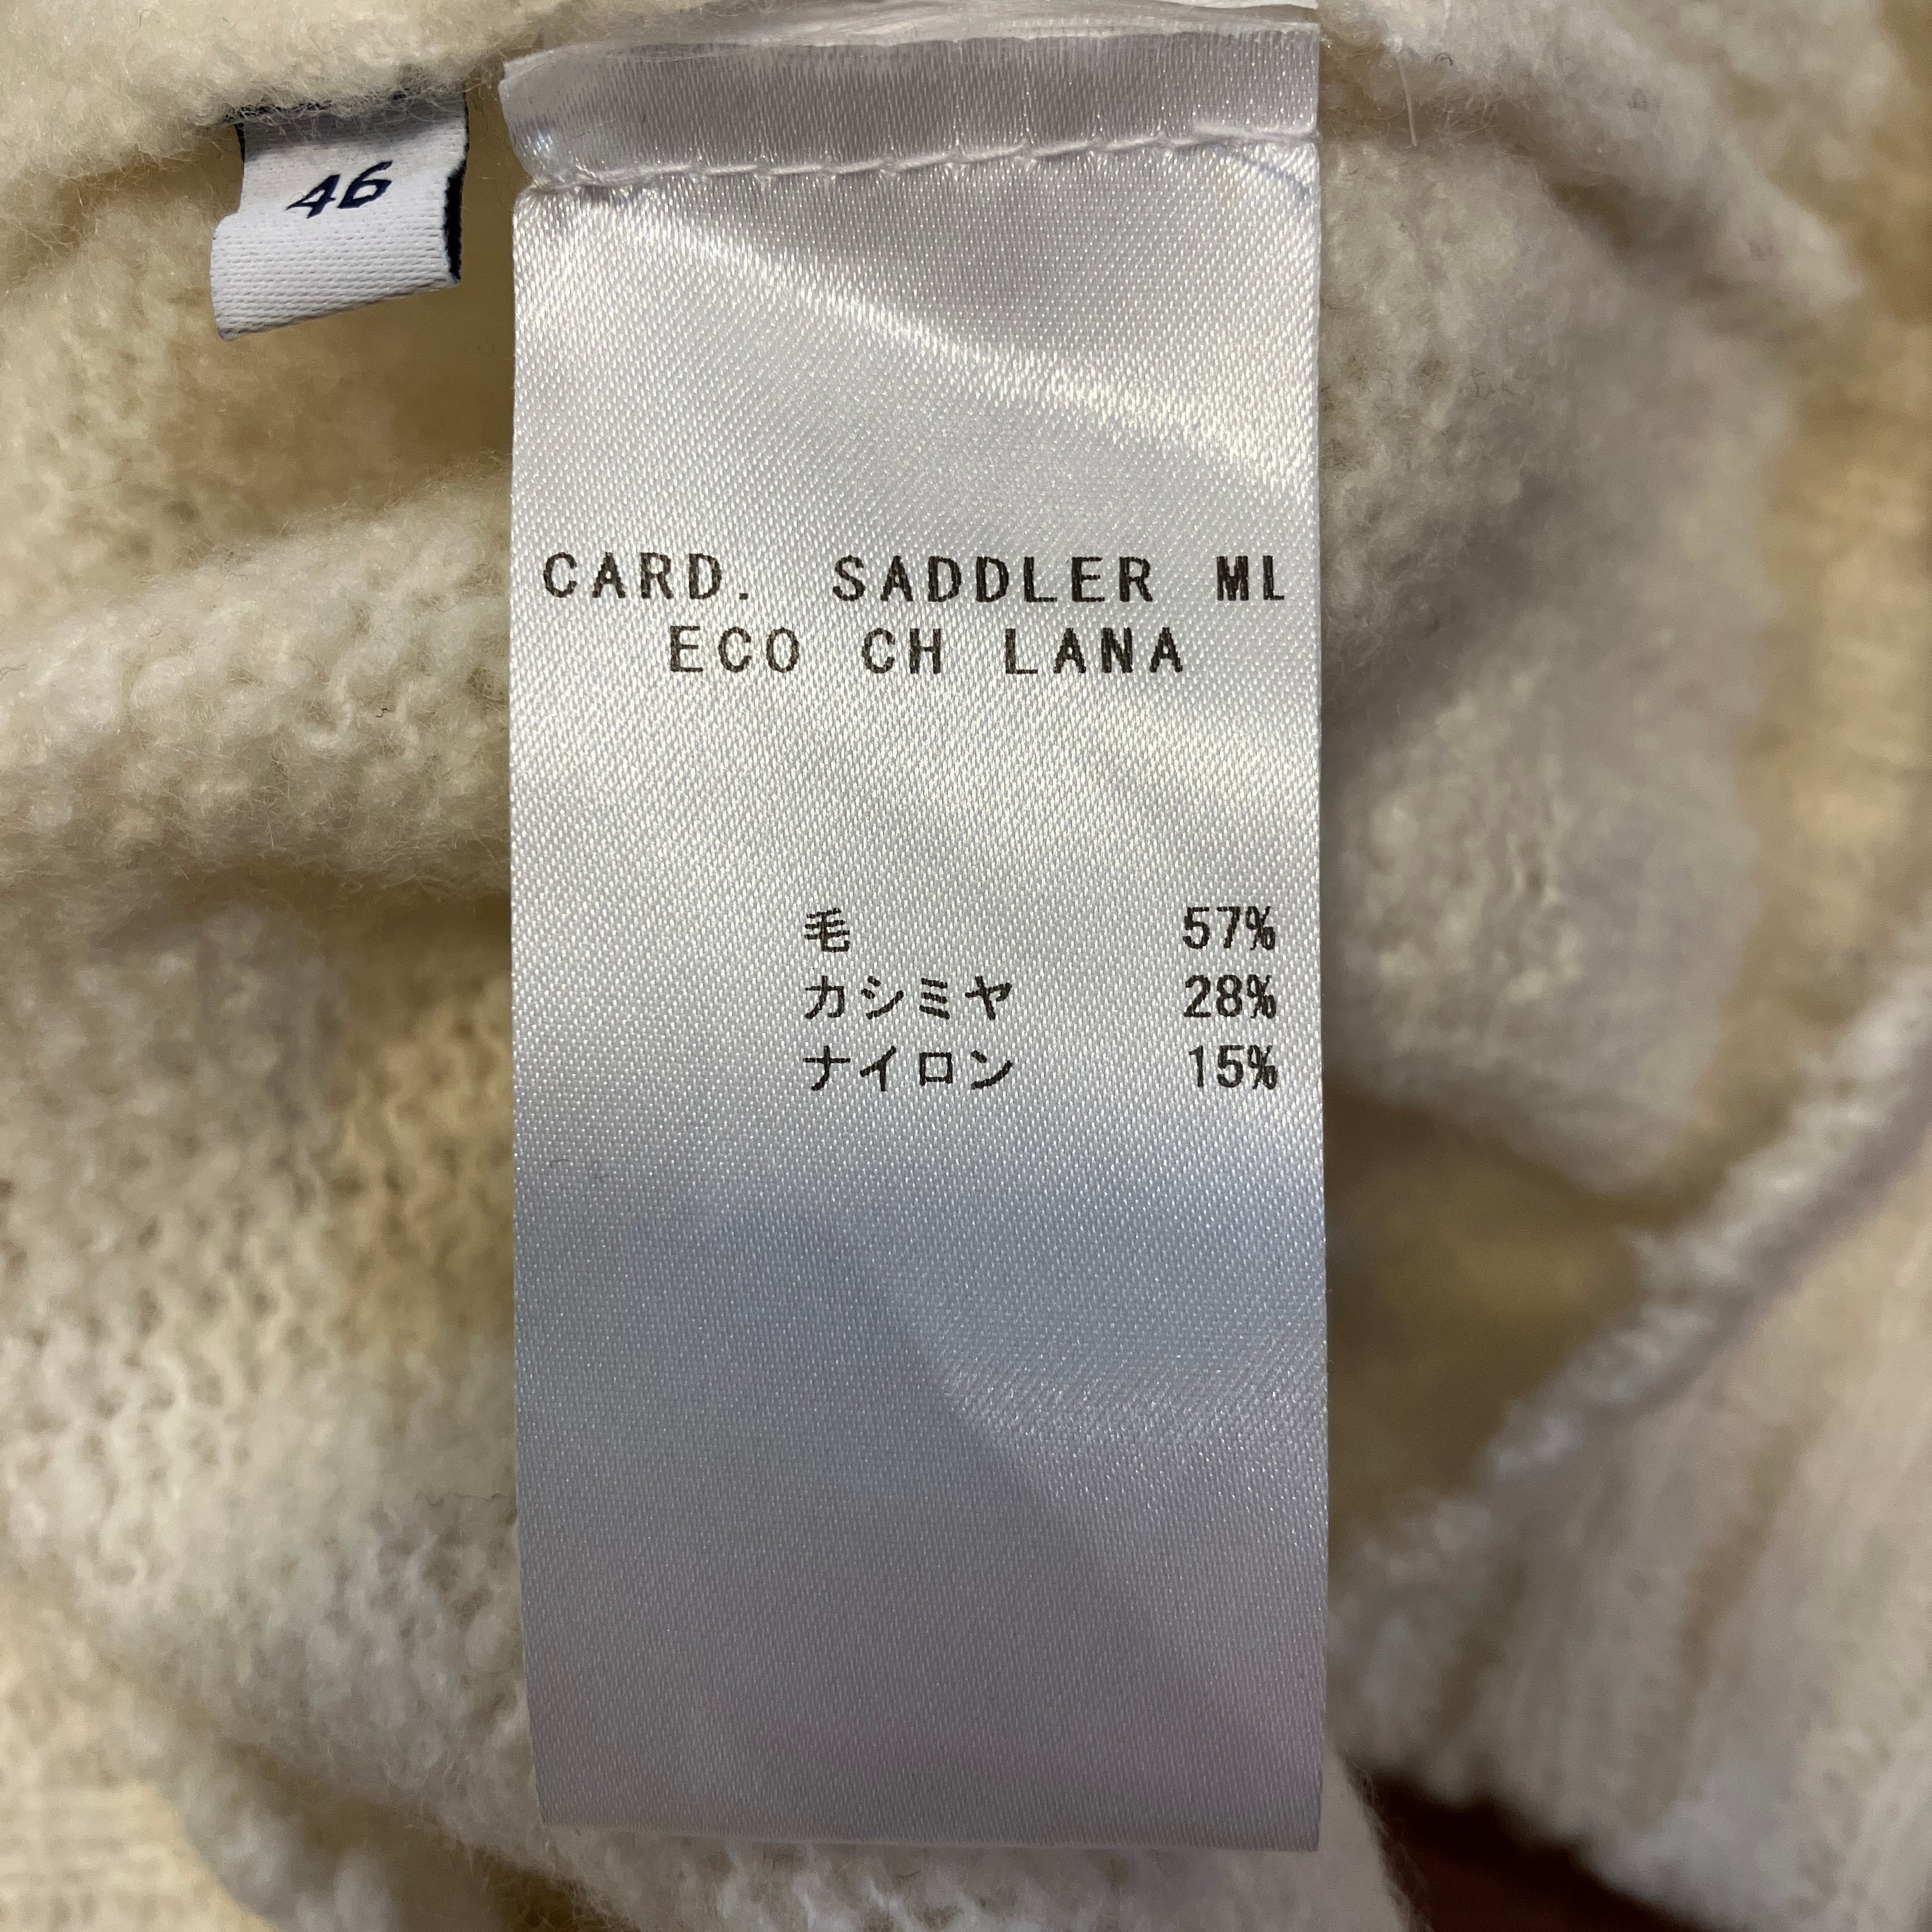 46
CARD. SADDLER ML
ECO CH LANA
毛 57%
カシミヤ 28%
ナイロン 15%